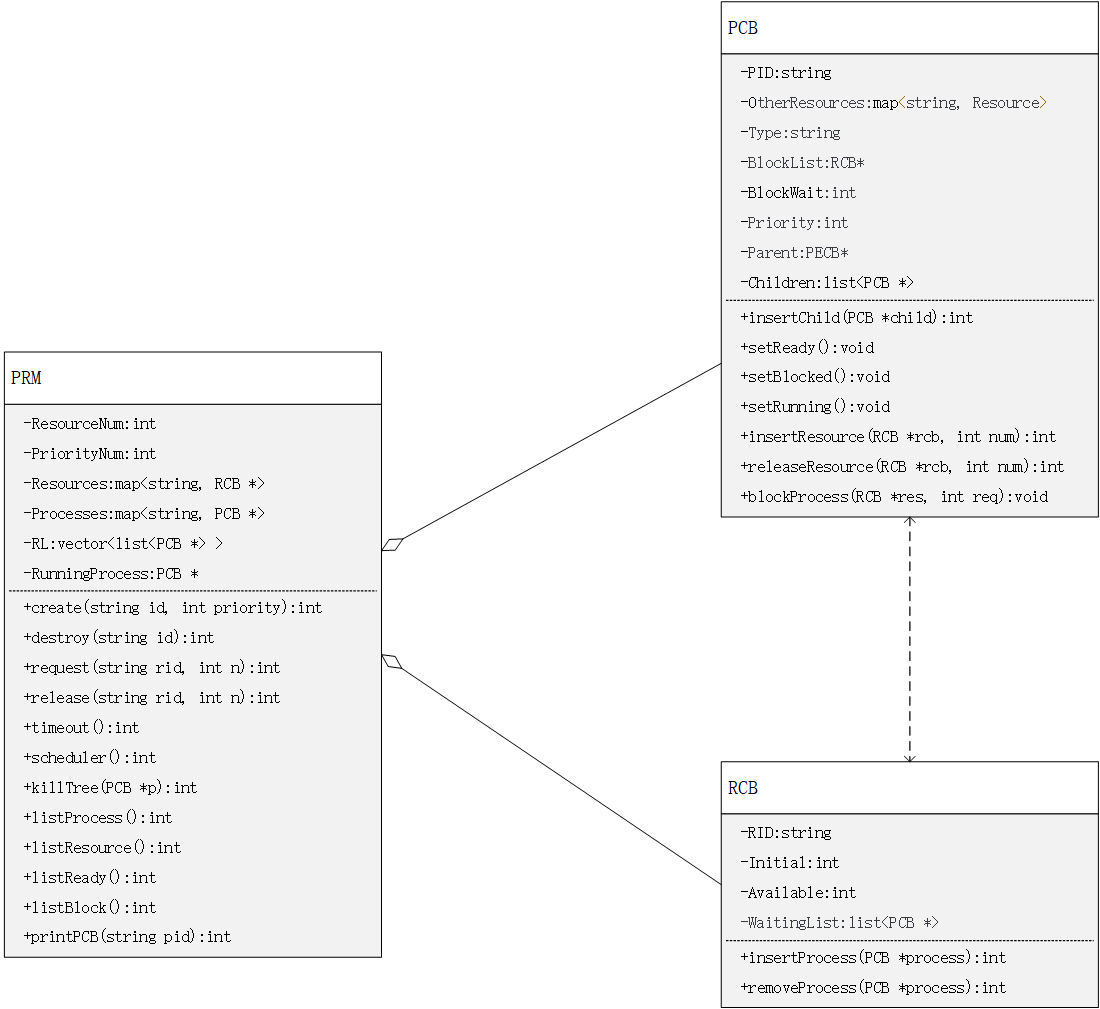 PCB
-PID:string
-OtherResources:map<string, Resource>
-Type:string
-BlockList:RCB*
-BlockWait:int
-Priority:int
-Parent:PECB*
-Children:list<PCB *>
+insertChild(PCB *child):int
+setReady():void
+setBlocked():void
+setRunning():void
+insertResource(RCB *rcb, int num):int
+releaseResource(RCB *rcb, int num):int
+blockProcess(RCB *res, int req):void
PRM
-ResourceNum:int
-PriorityNum:int
-Resources:map<string, RCB *>
-Processes:map<string, PCB *>
-RL:vector<list<PCB *> >
-RunningProcess:PCB *
+create(string id, int priority):int
+destroy(string id):int
+request(string rid, int n):int
+release(string rid, int n):int
+timeout():int
+scheduler():int
+killTree(PCB *p):int
+listProcess():int
+listResource():int
+listReady():int
+listBlock():int
+printPCB(string pid):int
RCB
-RID:string
-Initial:int
-Available:int
-WaitingList:list<PCB *>
+insertProcess(PCB *process):int
+removeProcess(PCB *process):int